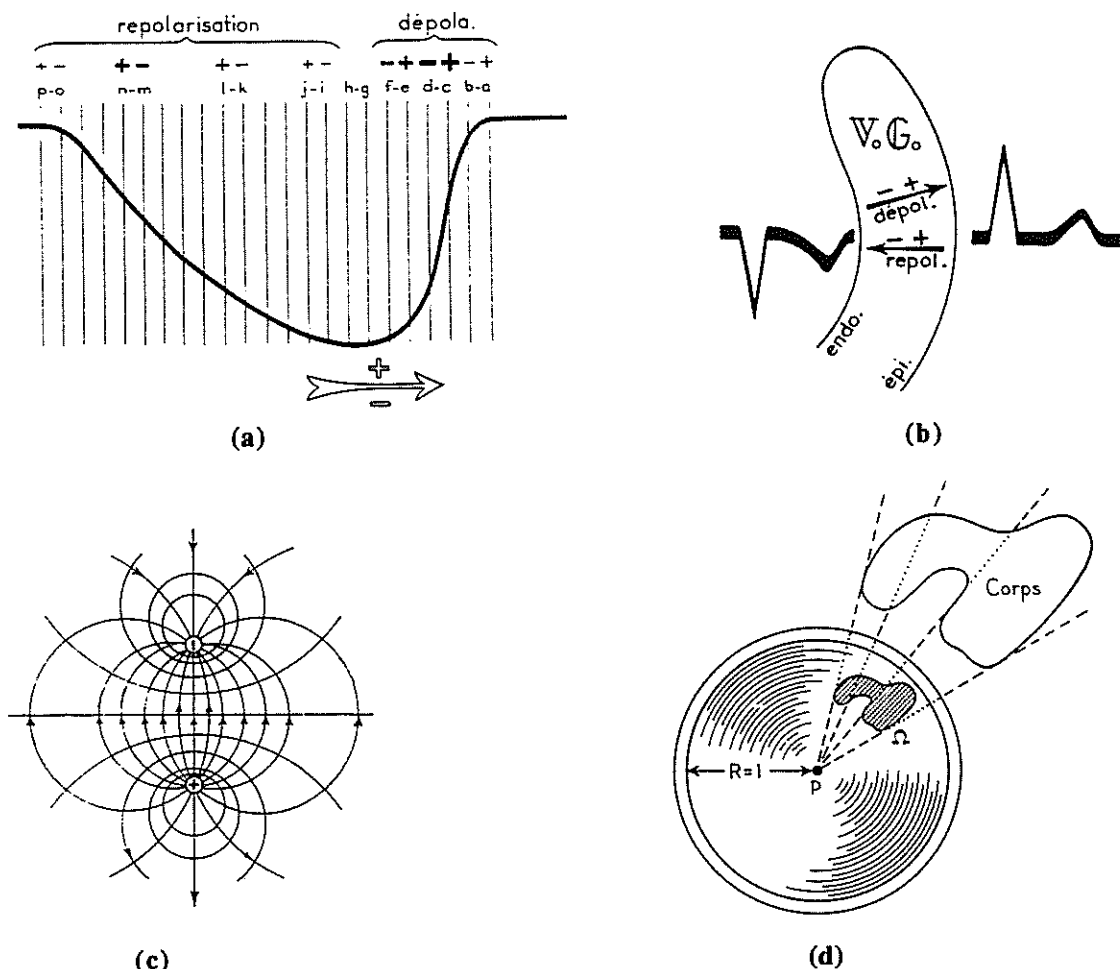 repolarisation dépola.
+ − + − + − + − − + − + − +
p-o n-m l-k j-i h-g f-e d-c b-a
+
−
(a)
V.G.
− +
dépol.
− +
repol.
endo.
épi.
(b)
+
(c)
Corps
Ω
R=1
P
(d)